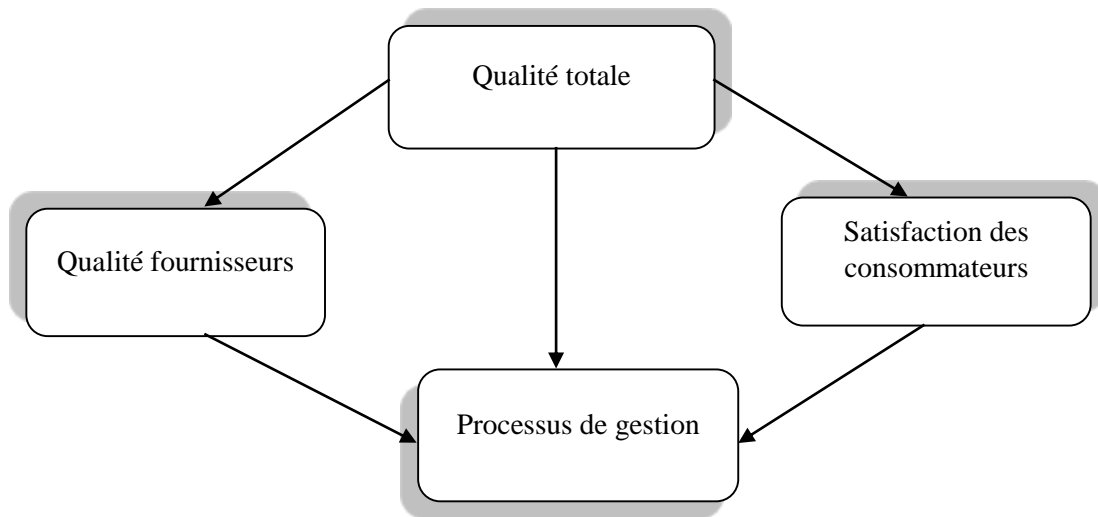 Qualité totale
Qualité fournisseurs
Satisfaction des
consommateurs
Processus de gestion